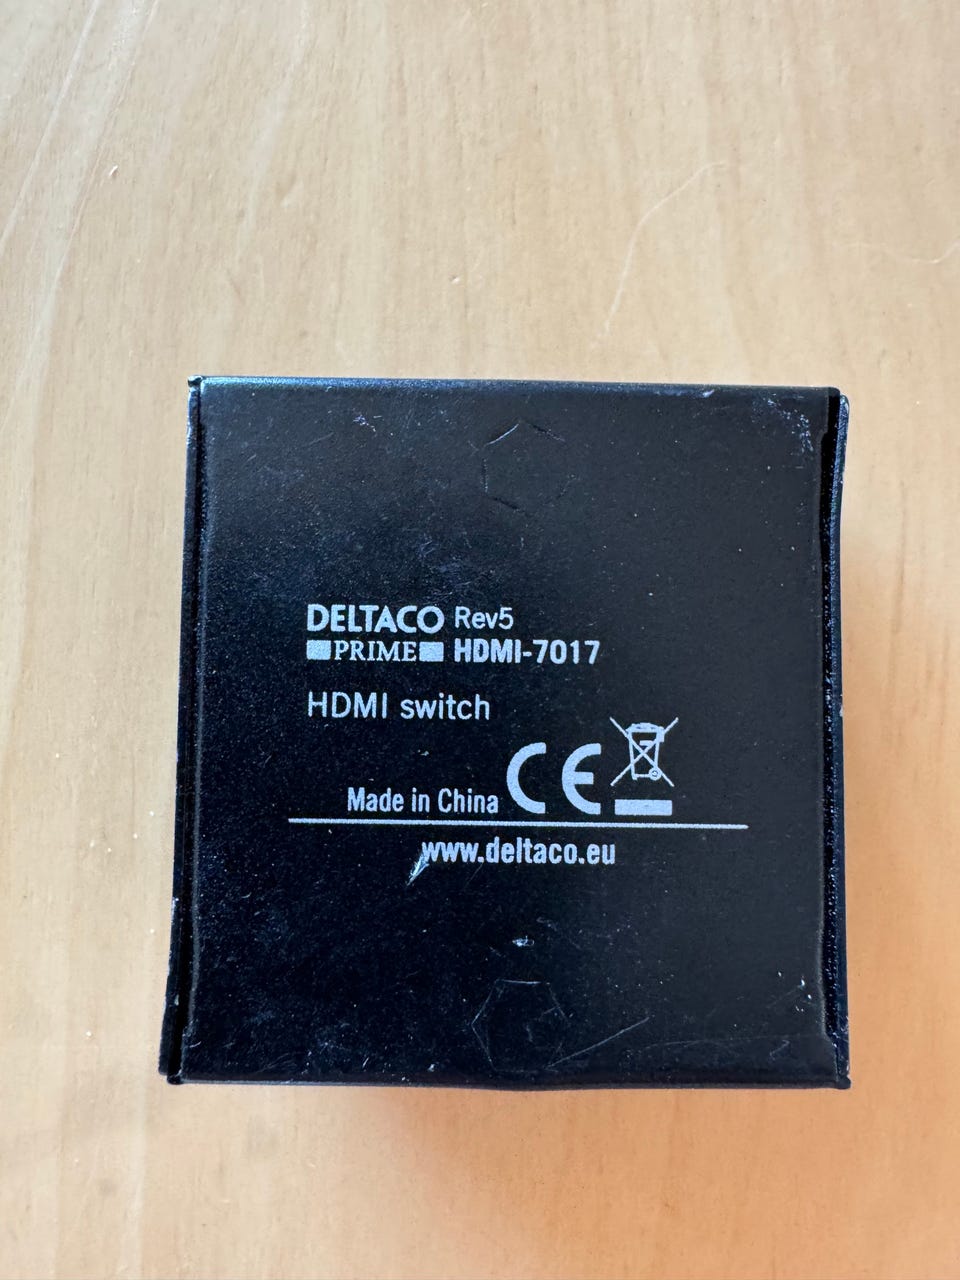 DELTACO Rev5
PRIME HDMI-7017
HDMI switch
Made in China CE
www.deltaco.eu